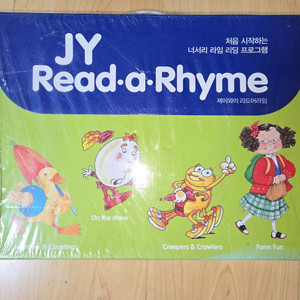 JY
처음 시작하는
너서리 라임 리딩 프로그램
Read·a·Rhyme
제이와이 리드어라임
On the Move
& Counting
Creepers & Crawlers
Farm Fun